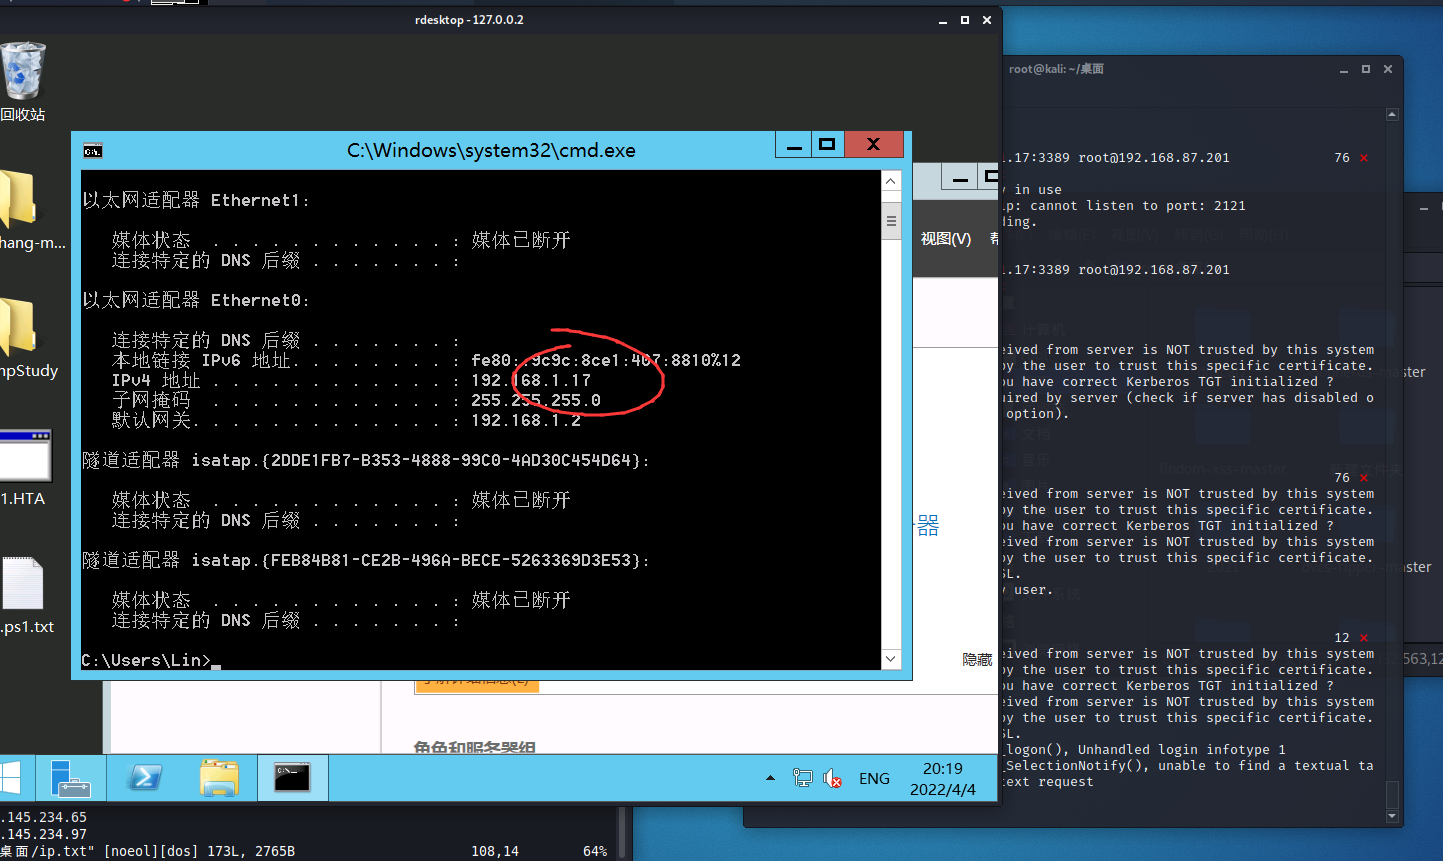 rdesktop - 127.0.0.2
回收站
hang-m...
npStudy
1.HTA
.ps1.txt
C:\Windows\system32\cmd.exe
以太网适配器 Ethernet1:
媒体状态 . . . . . . . . . . . . : 媒体已断开
连接特定的 DNS 后缀 . . . . . . . :
以太网适配器 Ethernet0:
连接特定的 DNS 后缀 . . . . . . . :
本地链接 IPv6 地址. . . . . . . . : fe80::9c9c:8ce1:407:8810%12
IPv4 地址 . . . . . . . . . . . . : 192.168.1.17
子网掩码 . . . . . . . . . . . . : 255.255.255.0
默认网关. . . . . . . . . . . . . : 192.168.1.2
隧道适配器 isatap.{2DDE1FB7-B353-4888-99C0-4AD30C454D64}:
媒体状态 . . . . . . . . . . . . : 媒体已断开
连接特定的 DNS 后缀 . . . . . . . :
隧道适配器 isatap.{FEB84B81-CE2B-496A-BECE-5263369D3E53}:
媒体状态 . . . . . . . . . . . . : 媒体已断开
连接特定的 DNS 后缀 . . . . . . . :
C:\Users\Lin>_
视图(V)
器
隐藏
角色和服务器组
ENG
20:19
2022/4/4
.145.234.65
.145.234.97
桌面/ip.txt" [noeol][dos] 173L, 2765B 108,14 64%
root@kali: ~/桌面
.17:3389 root@192.168.87.201 76 ×
y in use
ip: cannot listen to port: 2121
ding.
.17:3389 root@192.168.87.201
eived from server is NOT trusted by this system
by the user to trust this specific certificate.
ou have correct Kerberos TGT initialized ?
uired by server (check if server has disabled o
option).
76 ×
eived from server is NOT trusted by this system
by the user to trust this specific certificate.
ou have correct Kerberos TGT initialized ?
eived from server is NOT trusted by this system
by the user to trust this specific certificate.
SL.
y user.
12 ×
eived from server is NOT trusted by this system
by the user to trust this specific certificate.
ou have correct Kerberos TGT initialized ?
eived from server is NOT trusted by this system
by the user to trust this specific certificate.
SL.
_logon(), Unhandled login infotype 1
_SelectionNotify(), unable to find a textual ta
text request
master
-master
563,12